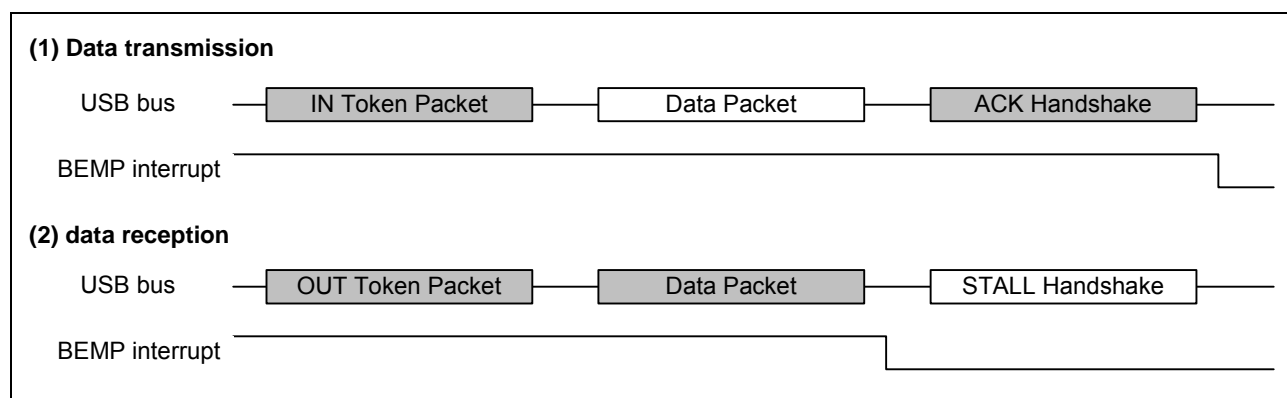 (1) Data transmission
USB bus IN Token Packet Data Packet ACK Handshake
BEMP interrupt
(2) data reception
USB bus OUT Token Packet Data Packet STALL Handshake
BEMP interrupt